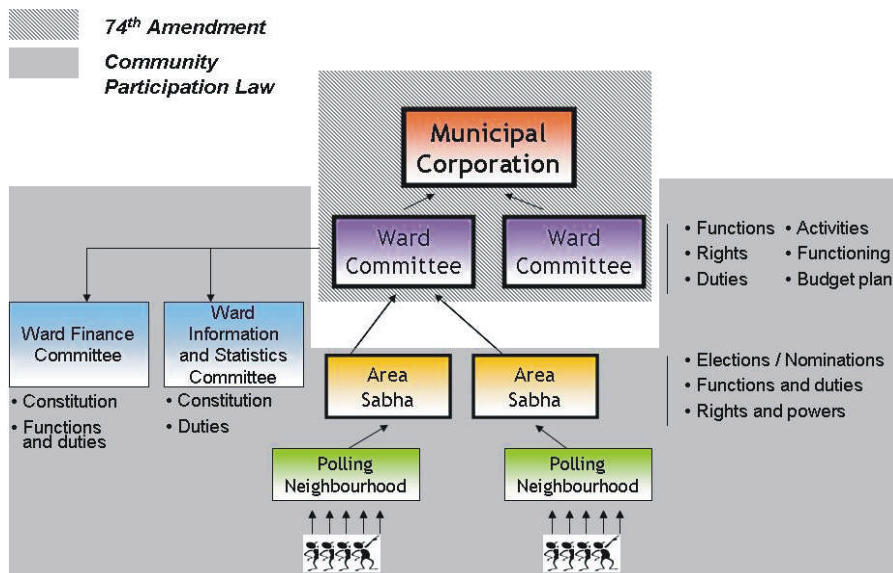 74th Amendment
Community
Participation Law
Municipal
Corporation
Ward
Committee
Ward
Committee
• Functions
• Rights
• Duties
• Activities
• Functioning
• Budget plan
Ward Finance
Committee
• Constitution
• Functions
and duties
Ward
Information
and Statistics
Committee
• Constitution
• Duties
Area
Sabha
Area
Sabha
• Elections / Nominations
• Functions and duties
• Rights and powers
Polling
Neighbourhood
Polling
Neighbourhood